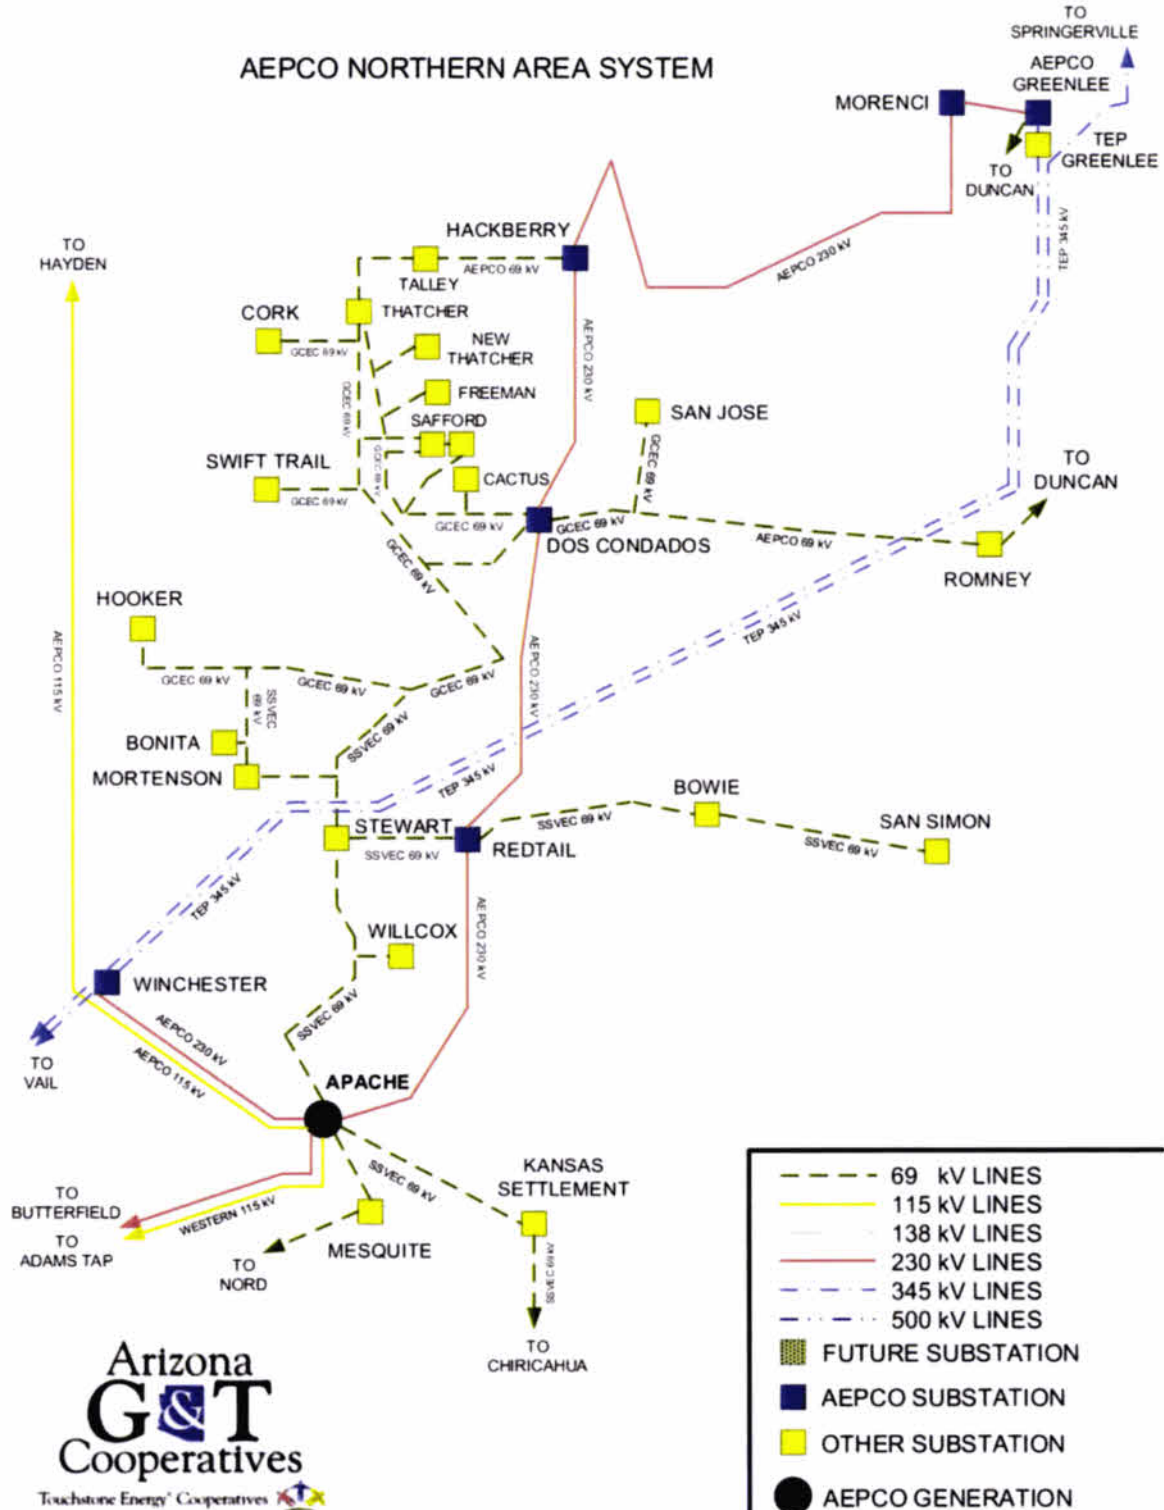 TO
SPRINGERVILLE
AEPCO NORTHERN AREA SYSTEM
AEPCO
GREENLEE
MORENCI
TEP
GREENLEE
TO
DUNCAN
TEP 345 kV
HACKBERRY
AEPCO 69 kV
AEPCO 230 kV
TO
HAYDEN
TALLEY
THATCHER
CORK
GCEC 69 kV
NEW
THATCHER
AEPCO 230 kV
GCEC 69 kV
FREEMAN
SAFFORD
SAN JOSE
GCEC 69 kV
GCEC 69 kV
SWIFT TRAIL
GCEC 69 kV
CACTUS
TO
DUNCAN
GCEC 69 kV
GCEC 69 kV
DOS CONDADOS
AEPCO 69 kV
GCEC 69 kV
ROMNEY
HOOKER
TEP 345 kV
AEPCO 115 kV
GCEC 69 kV
GCEC 69 kV
GCEC 69 kV
AEPCO 230 kV
SSVEC
69 kV
SSVEC 69 kV
BONITA
MORTENSON
TEP 345 kV
BOWIE
STEWART
SSVEC 69 kV
REDTAIL
SSVEC 69 kV
SAN SIMON
SSVEC 69 kV
TEP 345 kV
WILLCOX
AEPCO 230 kV
WINCHESTER
SSVEC 69 kV
AEPCO 230 kV
AEPCO 115 kV
TO
VAIL
APACHE
SSVEC 69 kV
KANSAS
SETTLEMENT
TO
BUTTERFIELD
WESTERN 115 kV
TO
ADAMS TAP
TO
NORD
MESQUITE
SSVEC 69 kV
TO
CHIRICAHUA
69 kV LINES
115 kV LINES
138 kV LINES
230 kV LINES
345 kV LINES
500 kV LINES
FUTURE SUBSTATION
AEPCO SUBSTATION
OTHER SUBSTATION
AEPCO GENERATION
Arizona
G&T
Cooperatives
Touchstone Energy® Cooperatives